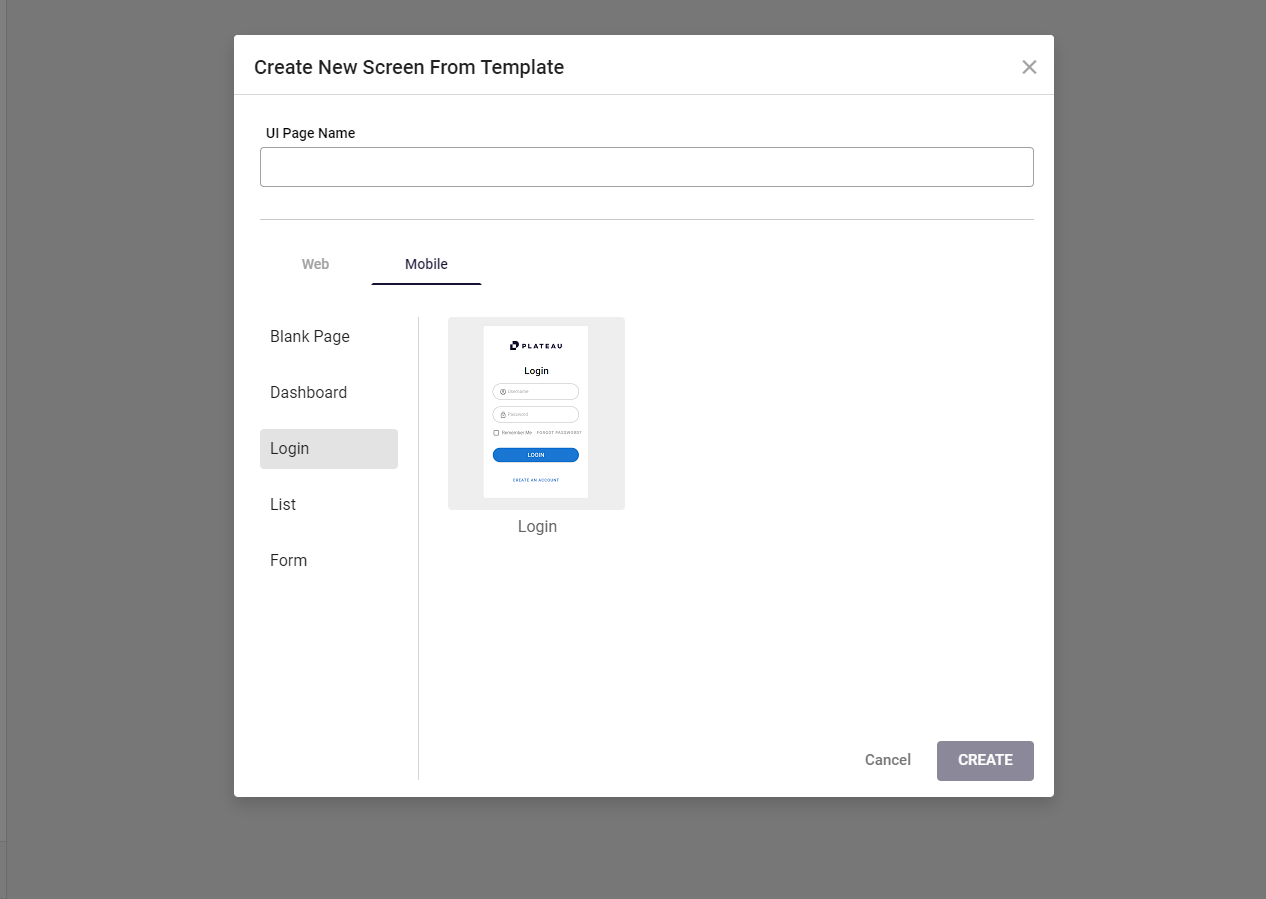 Create New Screen From Template
UI Page Name
Web Mobile
Blank Page
Dashboard
Login
List
Form
PLATEAU
Login
Username
Password
Remember Me FORGOT PASSWORD?
LOGIN
CREATE AN ACCOUNT
Login
Cancel CREATE